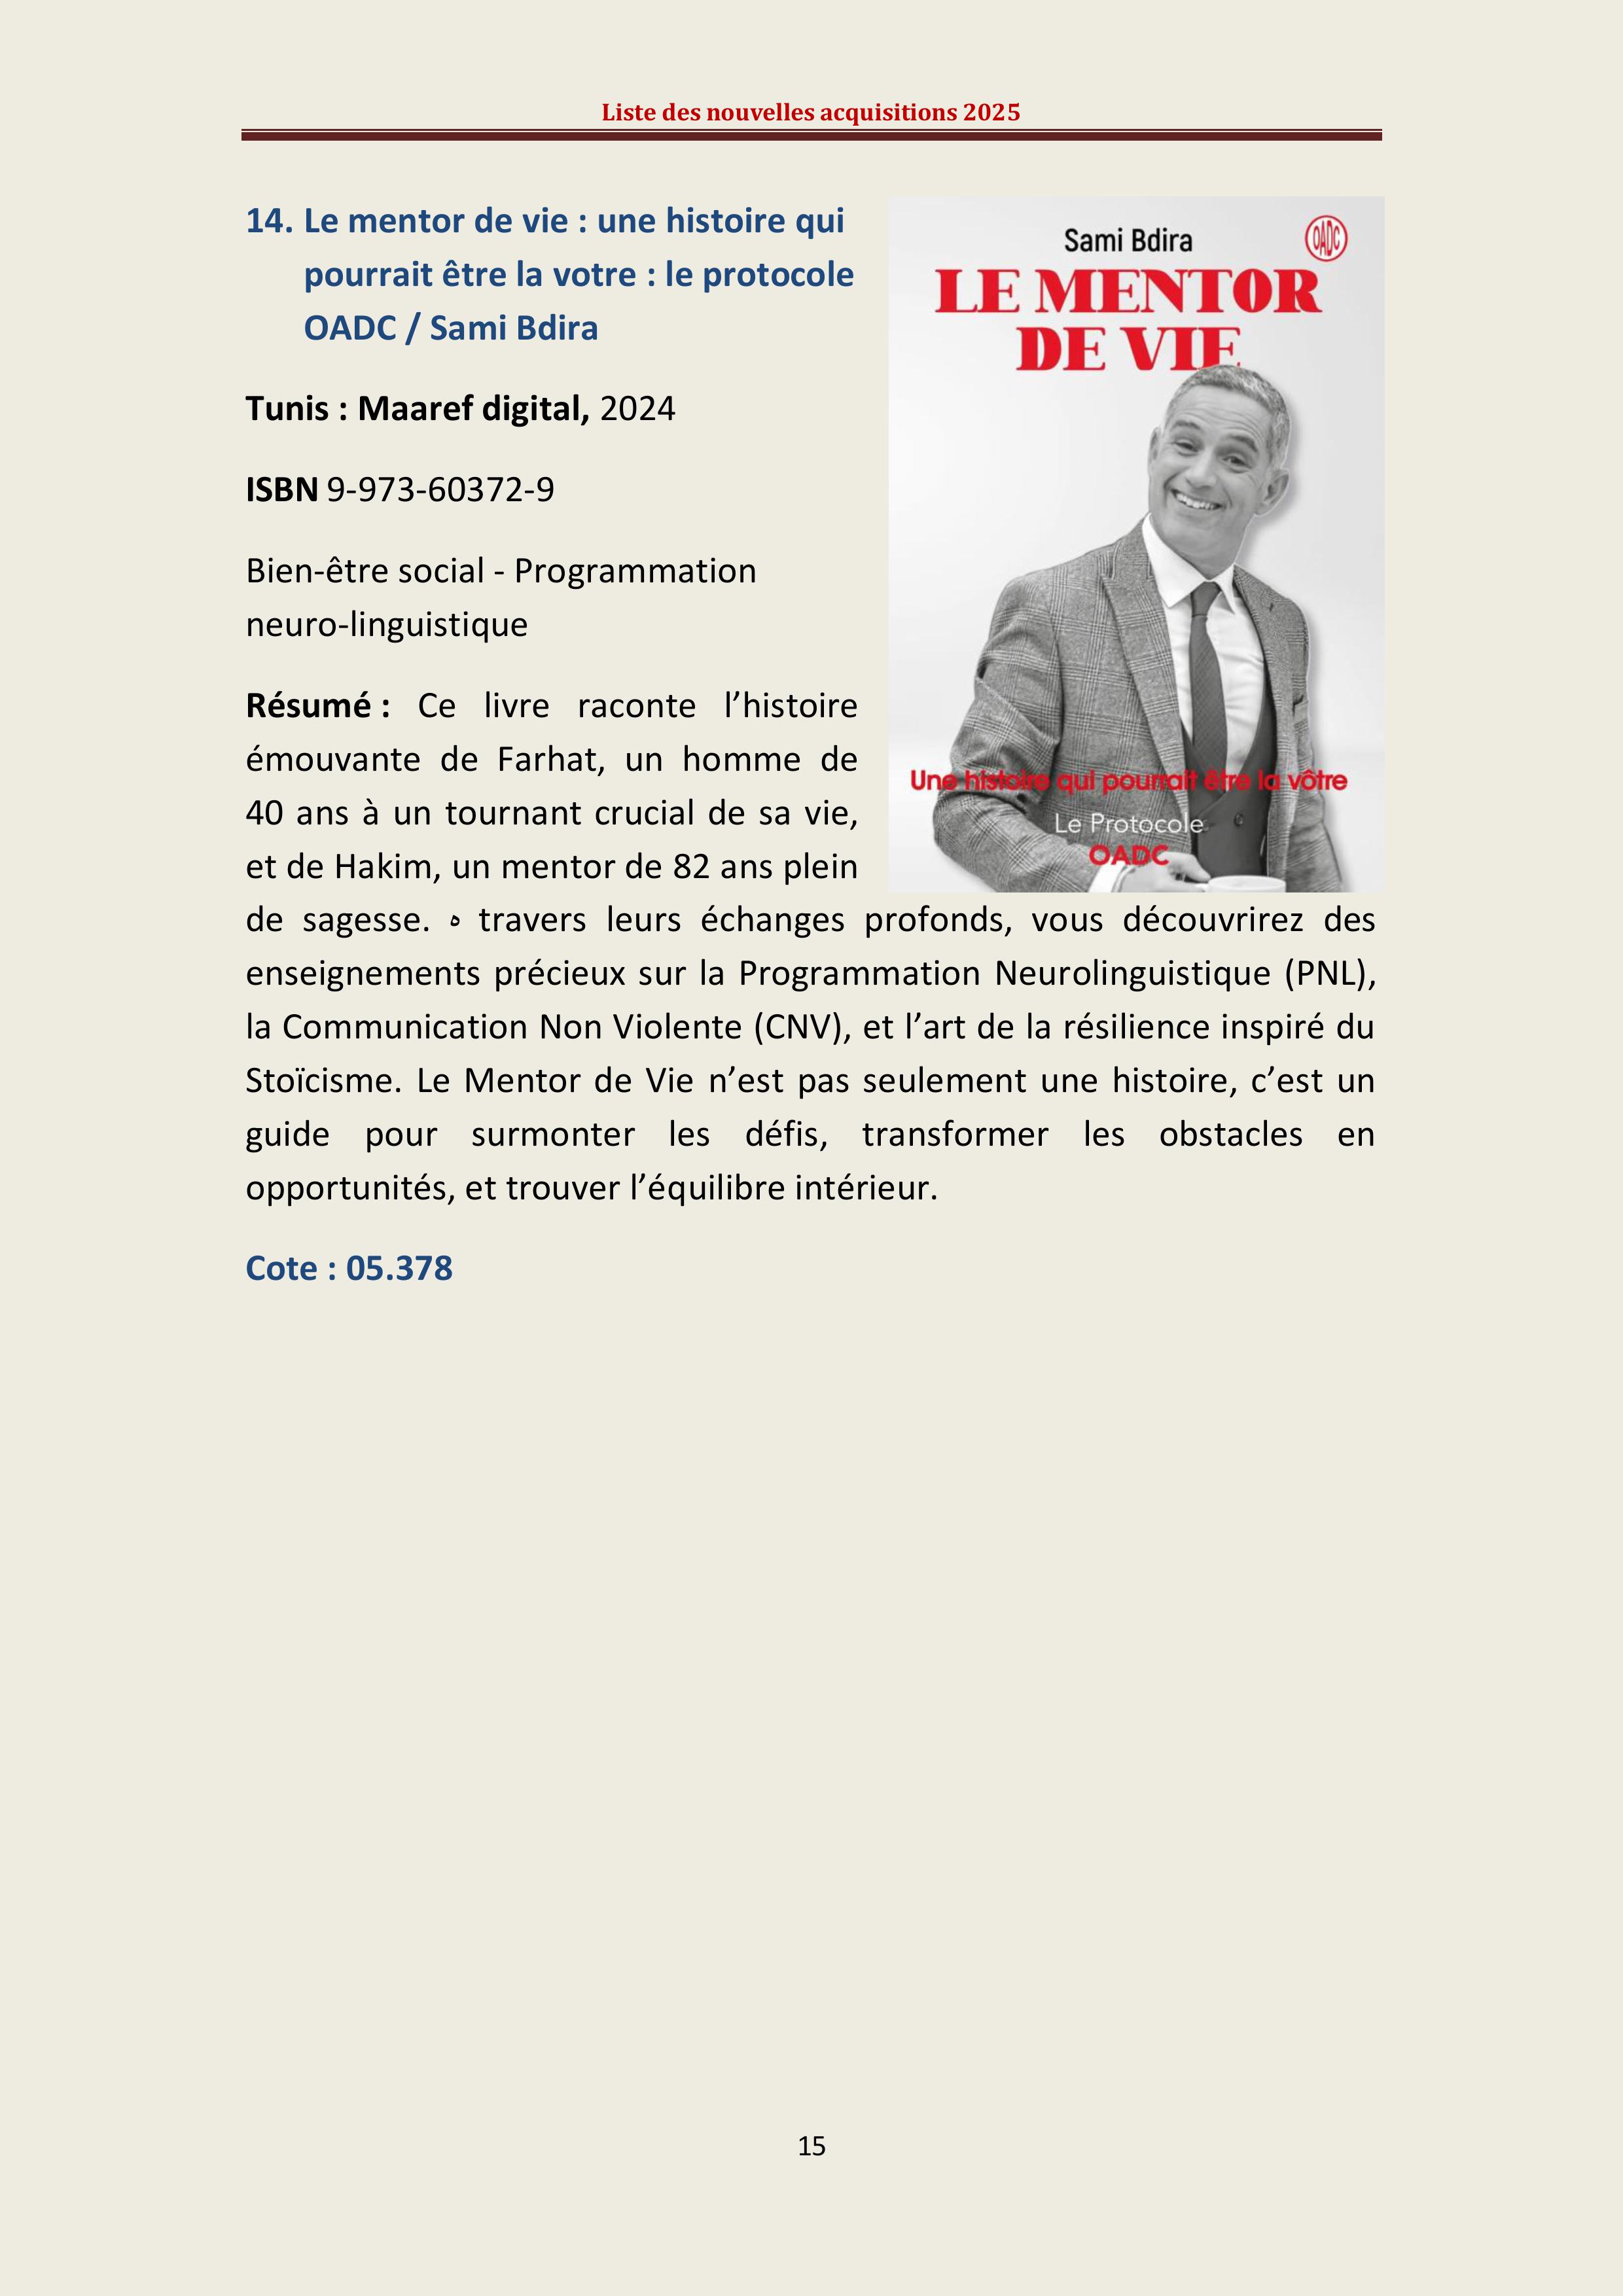 Liste des nouvelles acquisitions 2025
14. Le mentor de vie : une histoire qui
pourrait être la votre : le protocole
OADC / Sami Bdira
Tunis : Maaref digital, 2024
ISBN 9-973-60372-9
Bien-être social - Programmation
neuro-linguistique
Résumé : Ce livre raconte l’histoire
émouvante de Farhat, un homme de
40 ans à un tournant crucial de sa vie,
et de Hakim, un mentor de 82 ans plein
de sagesse. ه travers leurs échanges profonds, vous découvrirez des
enseignements précieux sur la Programmation Neurolinguistique (PNL),
la Communication Non Violente (CNV), et l’art de la résilience inspiré du
Stoïcisme. Le Mentor de Vie n’est pas seulement une histoire, c’est un
guide pour surmonter les défis, transformer les obstacles en
opportunités, et trouver l’équilibre intérieur.
Cote : 05.378
Sami Bdira
OADC
LE MENTOR
DE VIE
Une histoire qui pourrait être la vôtre
Le Protocole
OADC
15